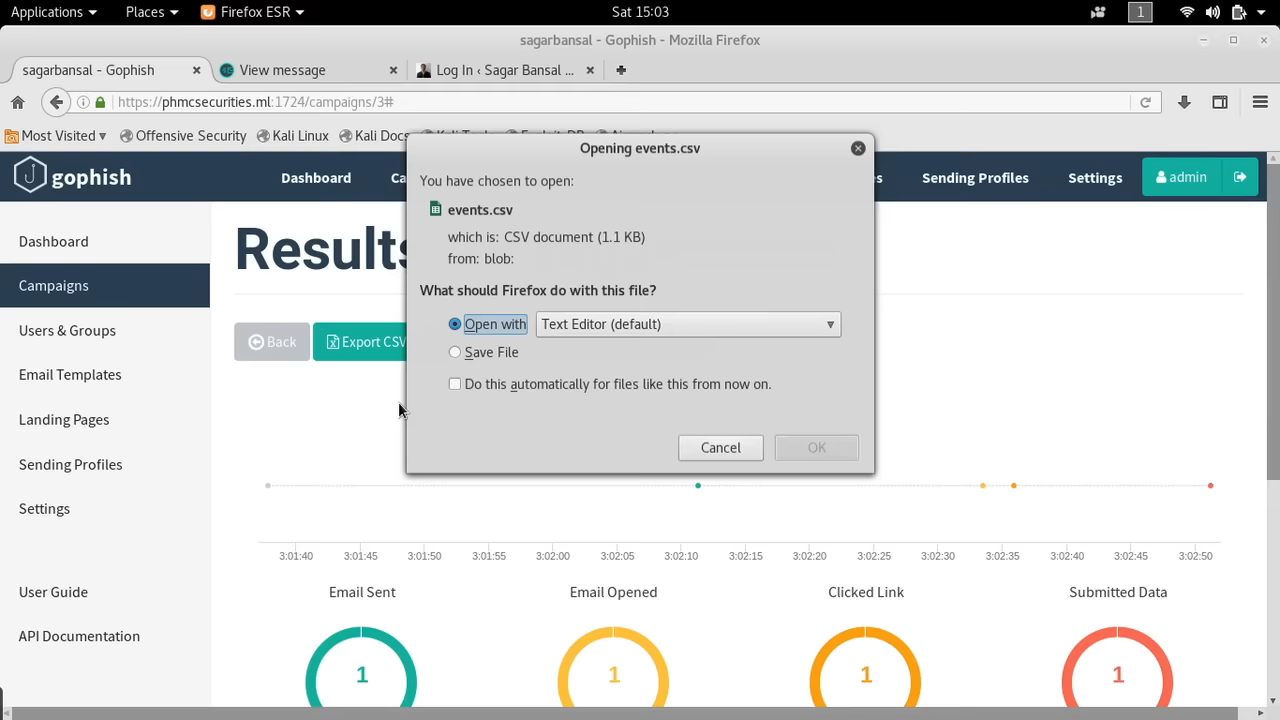 Applications Places Firefox ESR Sat 15:03 1
sagarbansal - Gophish - Mozilla Firefox
sagarbansal - Gophish View message Log In ‹ Sagar Bansal ...
https://phmcsecurities.ml:1724/campaigns/3#
Most Visited Offensive Security Kali Linux Kali Docs
Opening events.csv
You have chosen to open:
events.csv
which is: CSV document (1.1 KB)
from: blob:
What should Firefox do with this file?
Open with Text Editor (default)
Save File
Do this automatically for files like this from now on.
Cancel OK
gophish Dashboard Ca es Sending Profiles Settings admin
Dashboard
Campaigns
Users & Groups
Email Templates
Landing Pages
Sending Profiles
Settings
User Guide
API Documentation
Results
Back Export CSV
3:01:40 3:01:45 3:01:50 3:01:55 3:02:00 3:02:05 3:02:10 3:02:15 3:02:20 3:02:25 3:02:30 3:02:35 3:02:40 3:02:45 3:02:50
Email Sent Email Opened Clicked Link Submitted Data
1 1 1 1